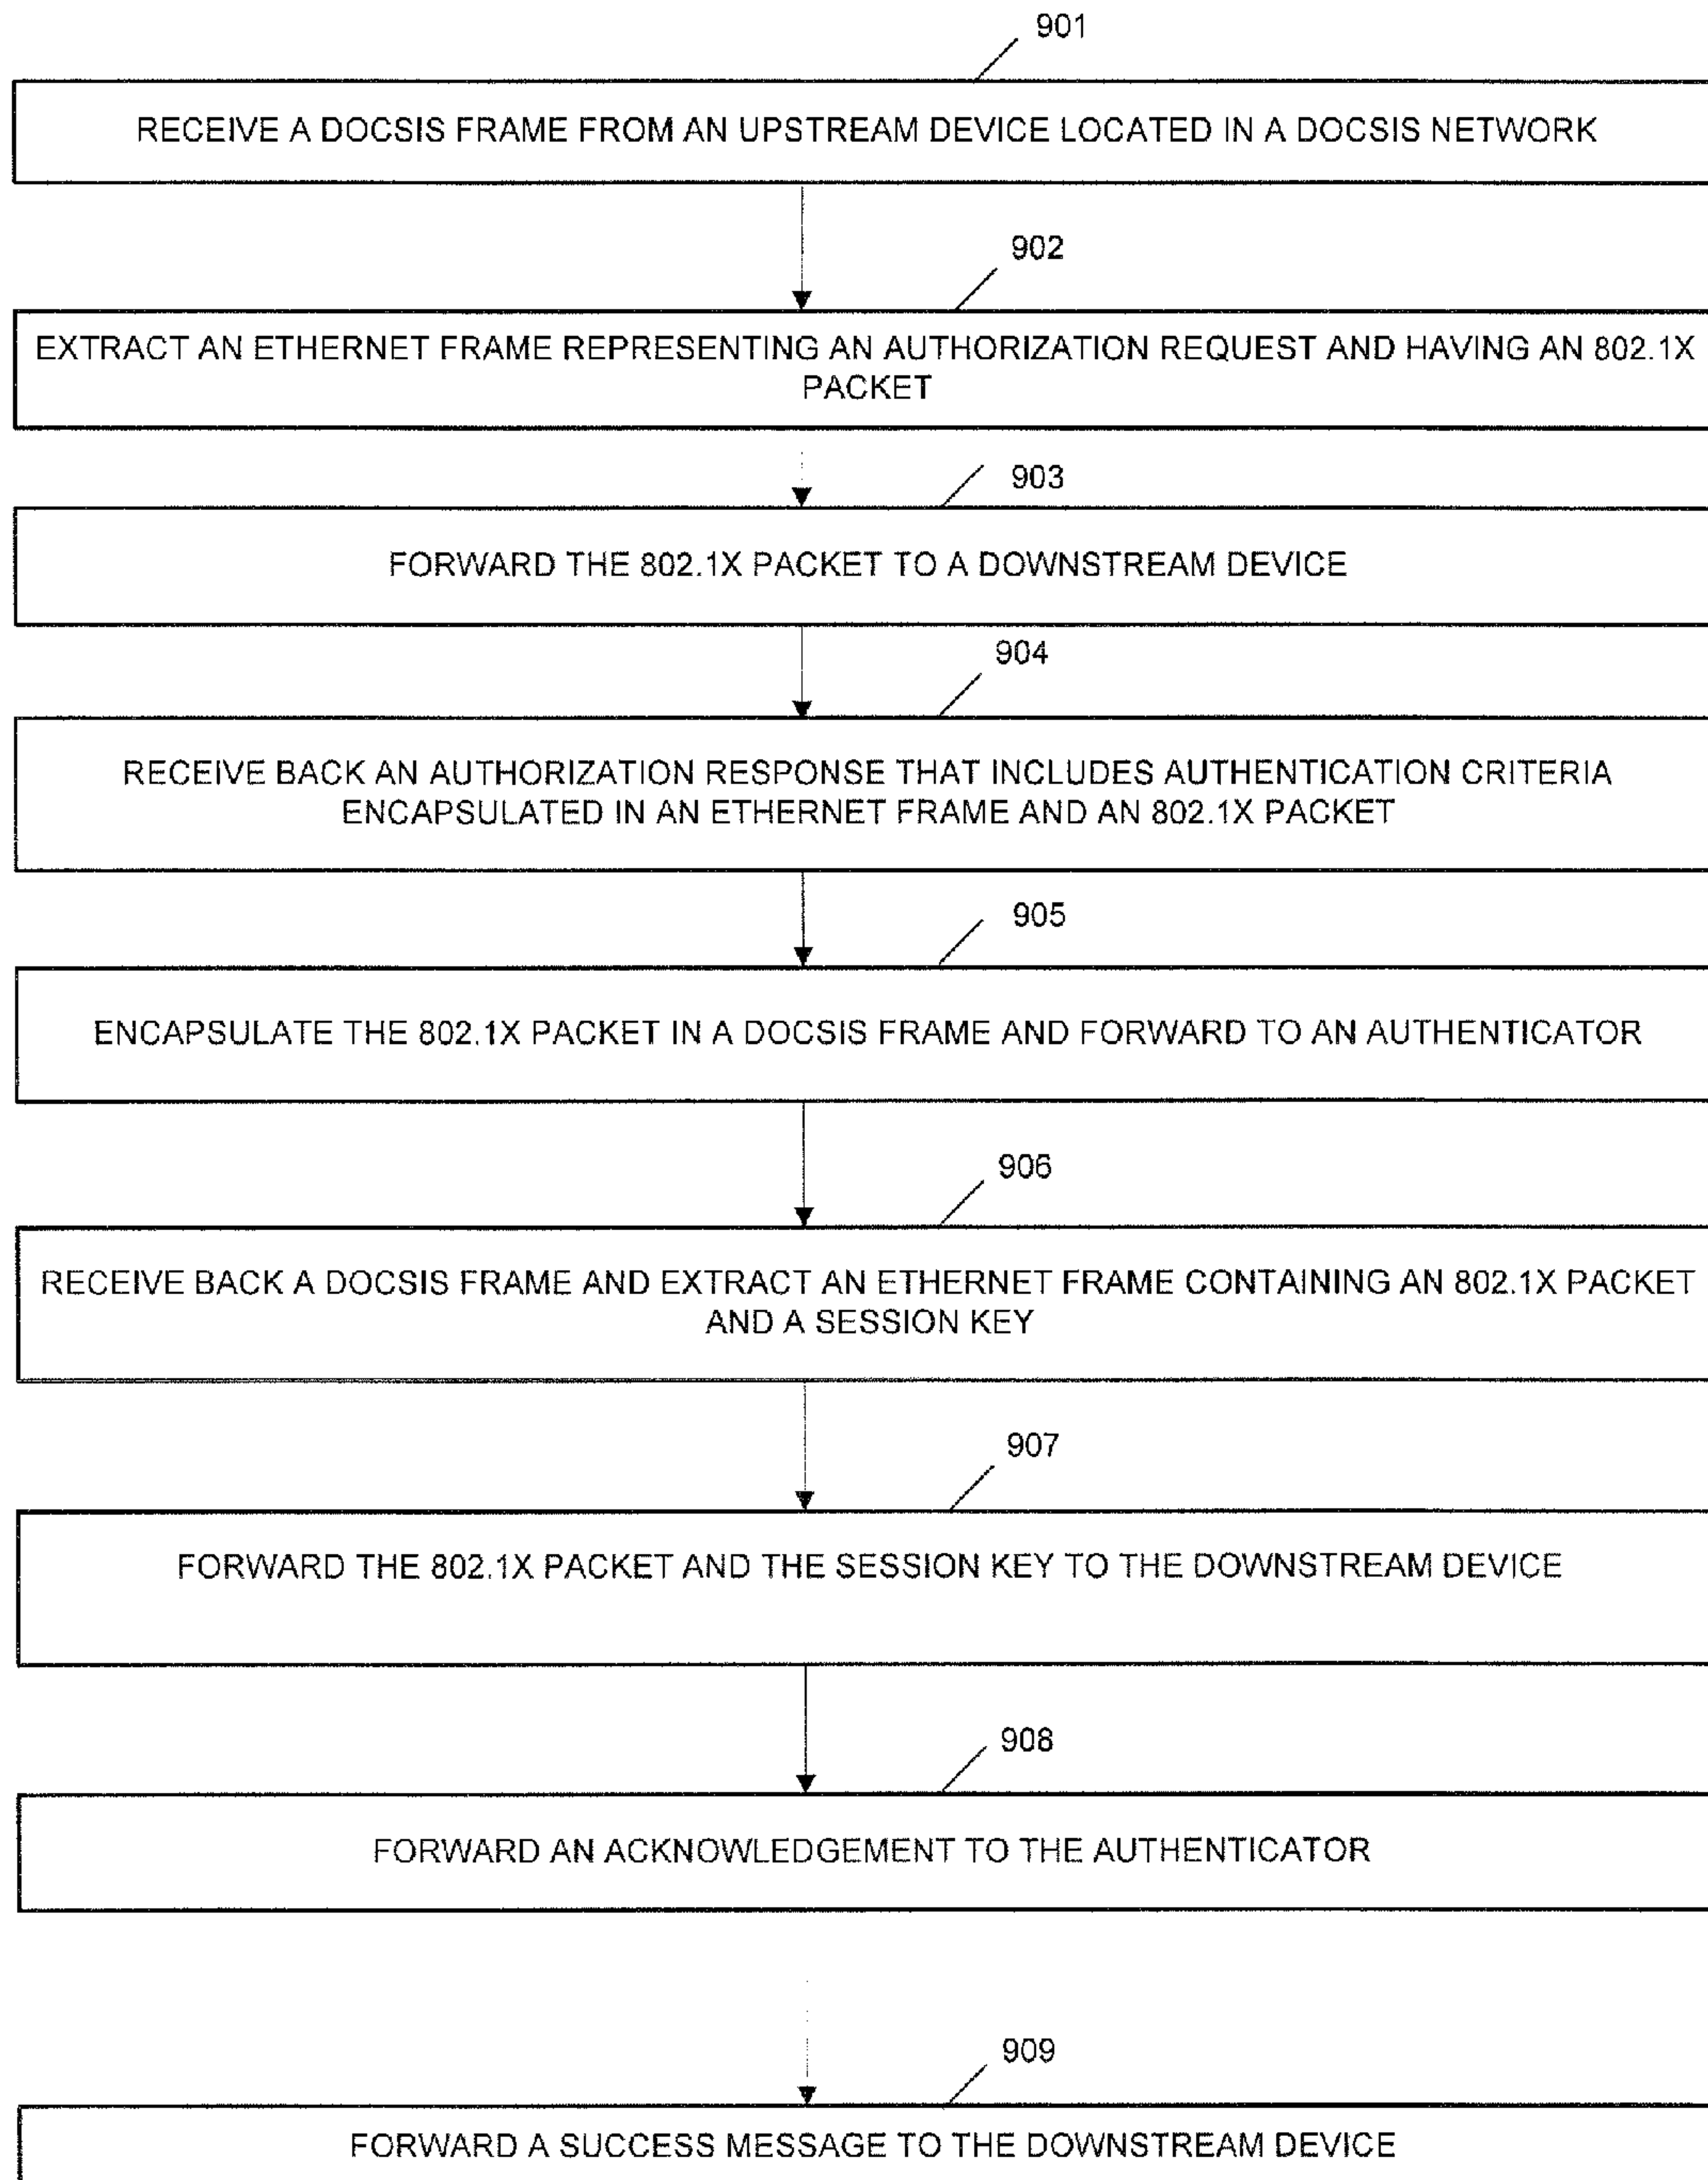 901
RECEIVE A DOCSIS FRAME FROM AN UPSTREAM DEVICE LOCATED IN A DOCSIS NETWORK
902
EXTRACT AN ETHERNET FRAME REPRESENTING AN AUTHORIZATION REQUEST AND HAVING AN 802.1X
PACKET
903
FORWARD THE 802.1X PACKET TO A DOWNSTREAM DEVICE
904
RECEIVE BACK AN AUTHORIZATION RESPONSE THAT INCLUDES AUTHENTICATION CRITERIA
ENCAPSULATED IN AN ETHERNET FRAME AND AN 802.1X PACKET
905
ENCAPSULATE THE 802.1X PACKET IN A DOCSIS FRAME AND FORWARD TO AN AUTHENTICATOR
906
RECEIVE BACK A DOCSIS FRAME AND EXTRACT AN ETHERNET FRAME CONTAINING AN 802.1X PACKET
AND A SESSION KEY
907
FORWARD THE 802.1X PACKET AND THE SESSION KEY TO THE DOWNSTREAM DEVICE
908
FORWARD AN ACKNOWLEDGEMENT TO THE AUTHENTICATOR
909
FORWARD A SUCCESS MESSAGE TO THE DOWNSTREAM DEVICE